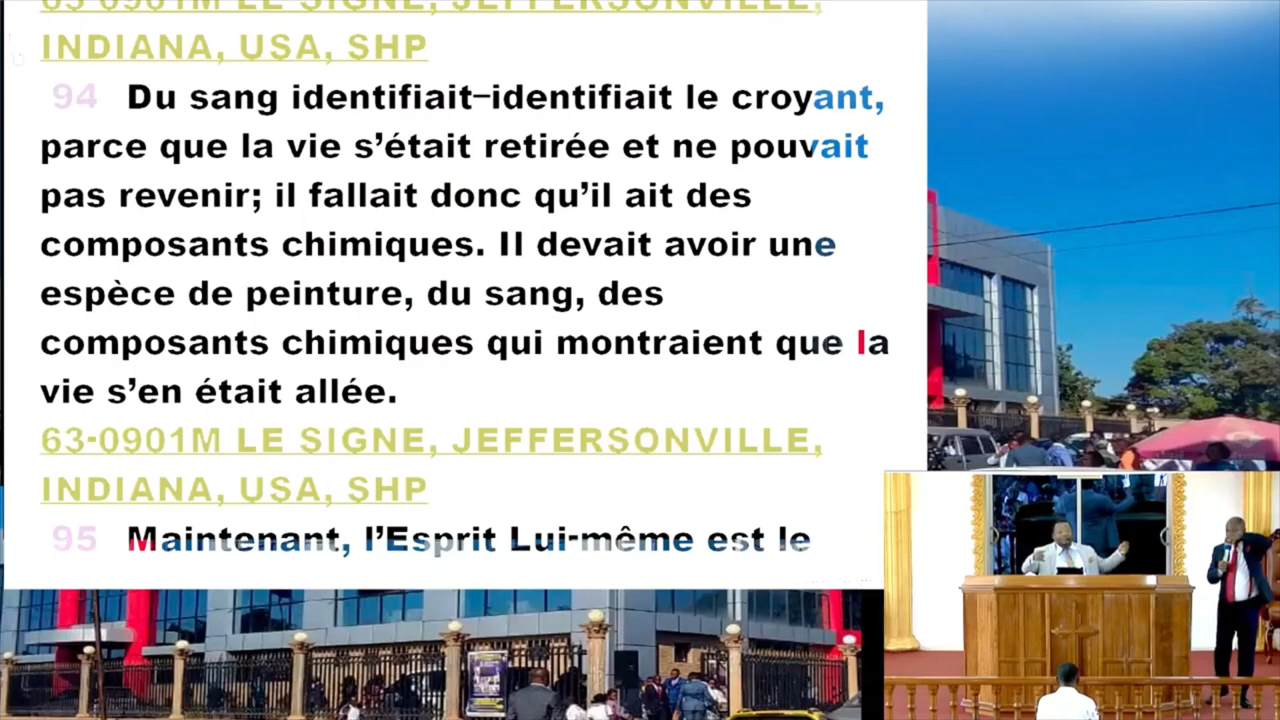 63-0901M LE SIGNE, JEFFERSONVILLE,
INDIANA, USA, SHP
94 Du sang identifiait–identifiait le croyant,
parce que la vie s’était retirée et ne pouvait
pas revenir; il fallait donc qu’il ait des
composants chimiques. Il devait avoir une
espèce de peinture, du sang, des
composants chimiques qui montraient que la
vie s’en était allée.
63-0901M LE SIGNE, JEFFERSONVILLE,
INDIANA, USA, SHP
95 Maintenant, l’Esprit Lui-même est le